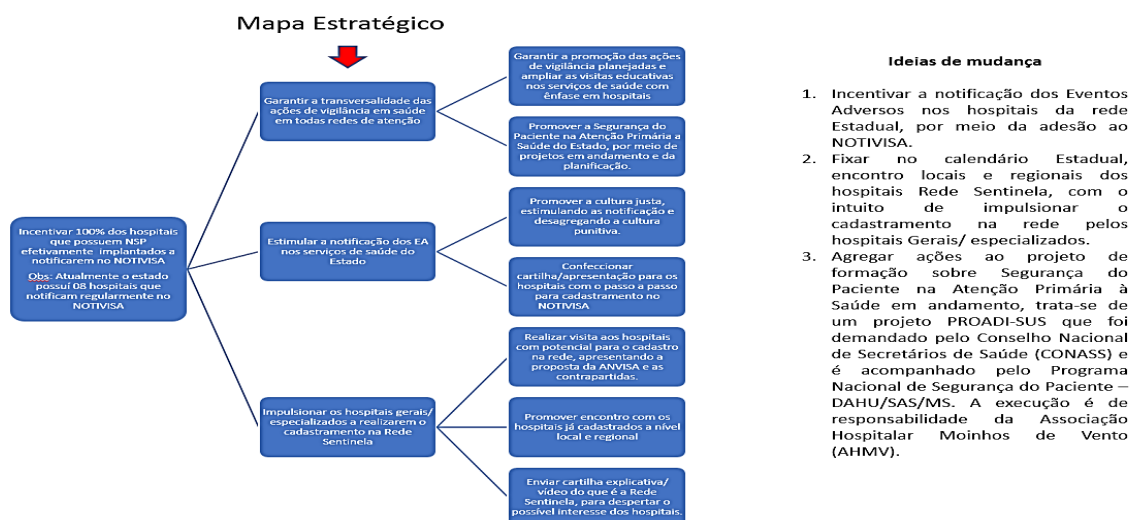 Mapa Estratégico
Incentivar 100% dos hospitais
que possuem NSP
efetivamente implantados a
notificarem no NOTIVISA
Obs: Atualmente o estado
possuí 08 hospitais que
notificam regularmente no
NOTIVISA
Garantir a transversalidade das
ações de vigilância em saúde
em todas redes de atenção
Garantir a promoção das ações
de vigilância planejadas e
ampliar as visitas educativas
nos serviços de saúde com
ênfase em hospitais
Promover a Segurança do
Paciente na Atenção Primária a
Saúde do Estado, por meio de
projetos em andamento e da
planificação.
Estimular a notificação dos EA
nos serviços de saúde do
Estado
Promover a cultura justa,
estimulando as notificação e
desagregando a cultura
punitiva.
Confeccionar
cartilha/apresentação para os
hospitais com o passo a passo
para cadastramento no
NOTIVISA
Impulsionar os hospitais gerais/
especializados a realizarem o
cadastramento na Rede
Sentinela
Realizar visita aos hospitais
com potencial para o cadastro
na rede, apresentando a
proposta da ANVISA e as
contrapartidas.
Promover encontro com os
hospitais já cadastrados a nível
local e regional
Enviar cartilha explicativa/
vídeo do que é a Rede
Sentinela, para despertar o
possível interesse dos hospitais.
Ideias de mudança
1. Incentivar a notificação dos Eventos
Adversos nos hospitais da rede
Estadual, por meio da adesão ao
NOTIVISA.
2. Fixar no calendário Estadual,
encontro locais e regionais dos
hospitais Rede Sentinela, com o
intuito de impulsionar o
cadastramento na rede pelos
hospitais Gerais/ especializados.
3. Agregar ações ao projeto de
formação sobre Segurança do
Paciente na Atenção Primária à
Saúde em andamento, trata-se de
um projeto PROADI-SUS que foi
demandado pelo Conselho Nacional
de Secretários de Saúde (CONASS) e
é acompanhado pelo Programa
Nacional de Segurança do Paciente –
DAHU/SAS/MS. A execução é de
responsabilidade da Associação
Hospitalar Moinhos de Vento
(AHMV).